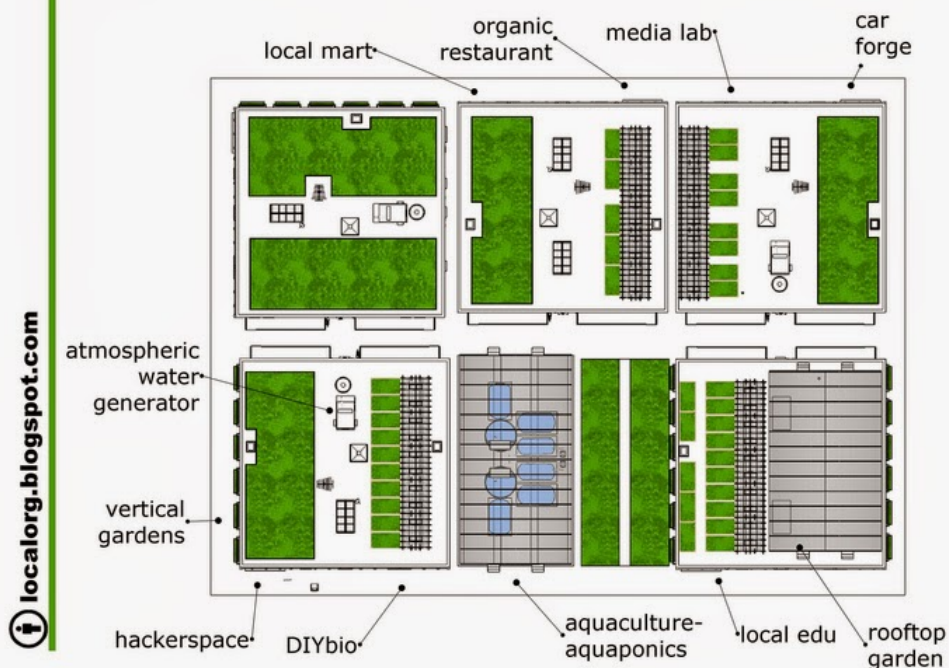 local mart
organic
restaurant
media lab
car
forge
atmospheric
water
generator
vertical
gardens
hackerspace
DIYbio
aquaculture-
aquaponics
local edu
rooftop
garden
localorg.blogspot.com